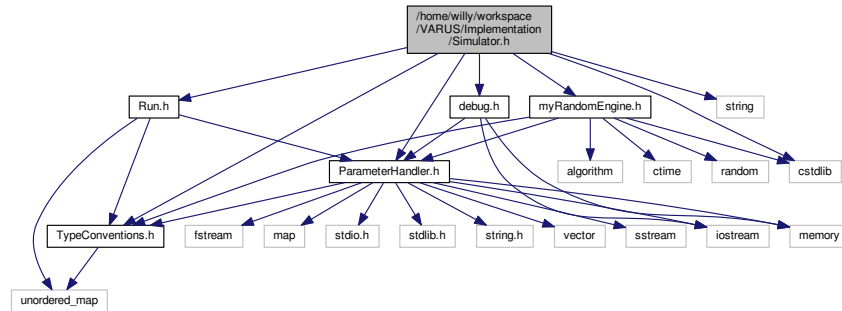 /home/willy/workspace
/VARUS/Implementation
/Simulator.h
Run.h
debug.h
myRandomEngine.h
string
ParameterHandler.h
algorithm
ctime
random
cstdlib
TypeConventions.h
fstream
map
stdio.h
stdlib.h
string.h
vector
sstream
iostream
memory
unordered_map